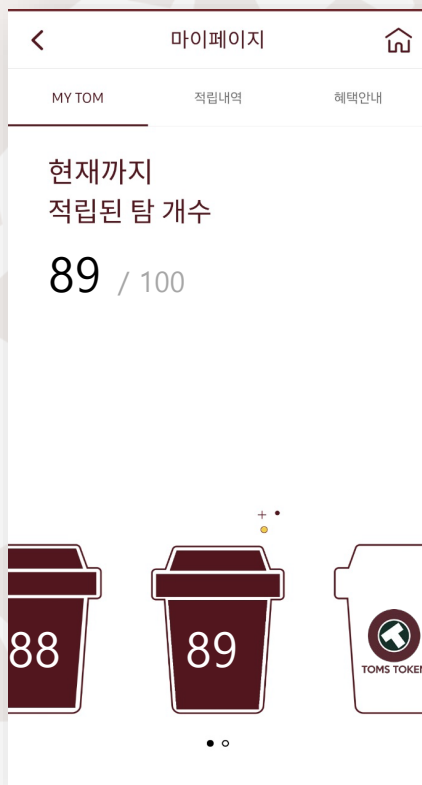 마이페이지
MY TOM 적립내역 혜택안내
현재까지
적립된 탐 개수
89 / 100
88 89
TOMS TOKEN